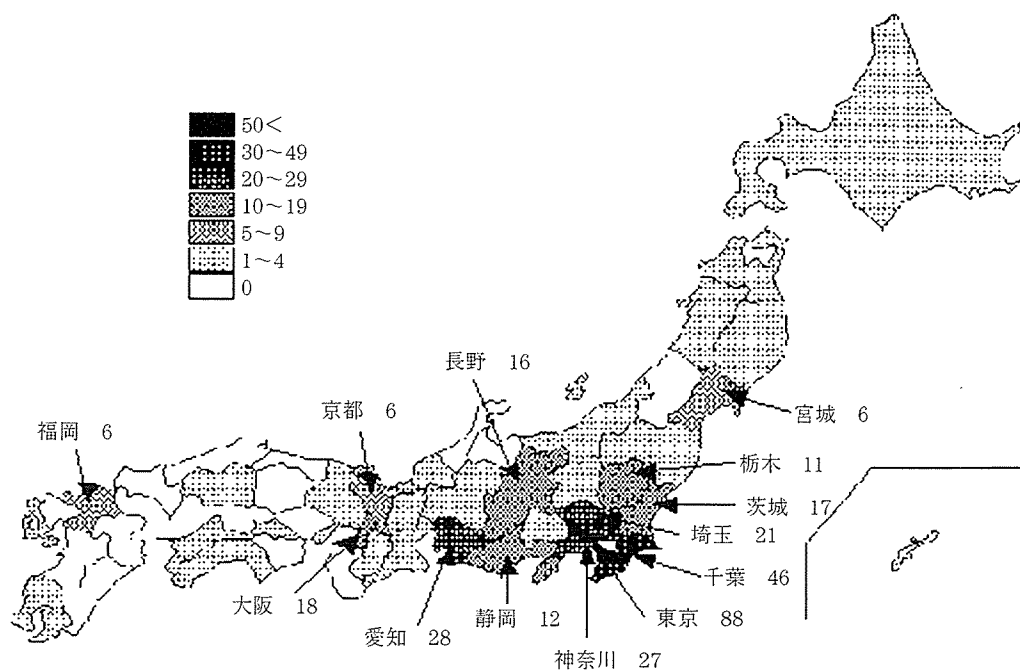 50<
30～49
20～29
10～19
5～9
1～4
0
長野 16
京都 6
福岡 6
宮城 6
栃木 11
茨城 17
埼玉 21
千葉 46
大阪 18
愛知 28
静岡 12
東京 88
神奈川 27